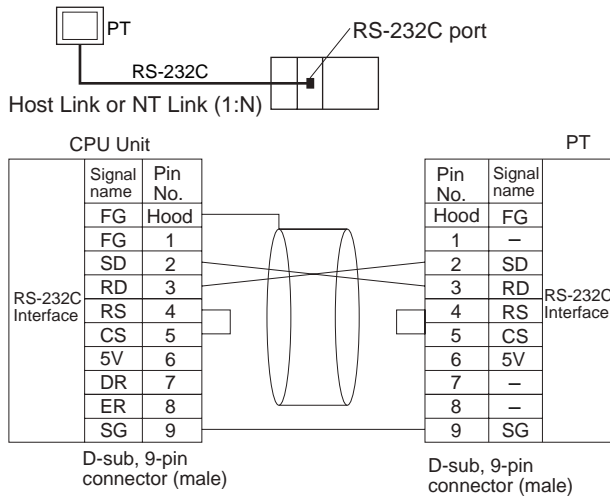 PT
RS-232C port
RS-232C
Host Link or NT Link (1:N)
CPU Unit
PT
Signal name Pin No.
Pin No. Signal name
FG Hood
Hood FG
FG 1
1 –
SD 2
2 SD
RD 3
3 RD
RS-232C Interface
RS-232C Interface
RS 4
4 RS
CS 5
5 CS
5V 6
6 5V
DR 7
7 –
ER 8
8 –
SG 9
9 SG
D-sub, 9-pin
connector (male)
D-sub, 9-pin
connector (male)